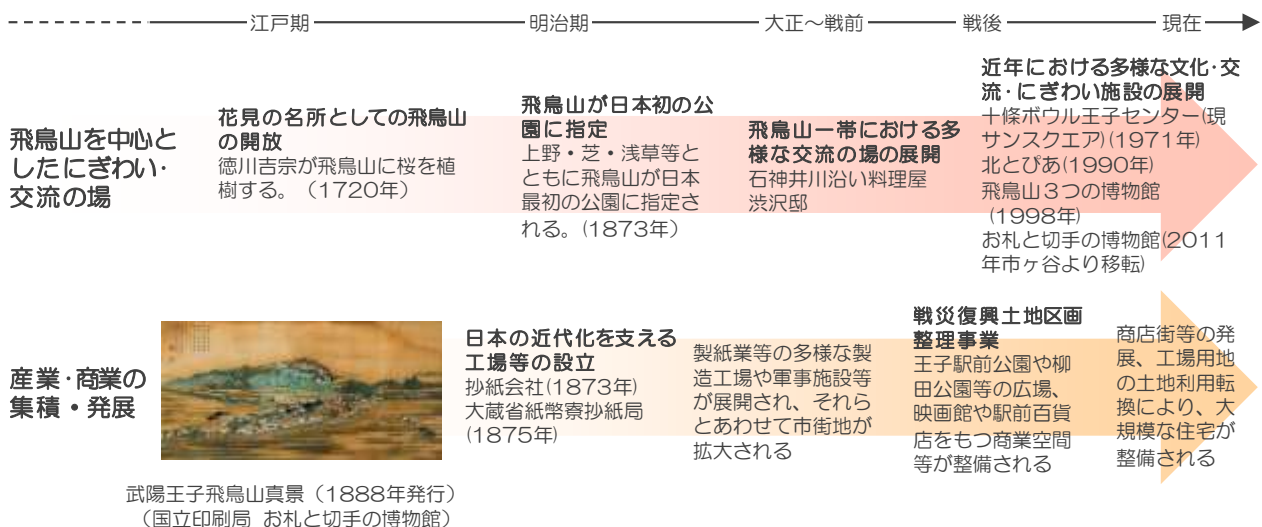 江戸期
明治期
大正～戦前
戦後
現在
飛鳥山を中心と
したにぎわい・
交流の場
花見の名所としての飛鳥山
の開放
徳川吉宗が飛鳥山に桜を植
樹する。（1720年）
飛鳥山が日本初の公
園に指定
上野・芝・浅草等と
ともに飛鳥山が日本
最初の公園に指定さ
れる。(1873年）
飛鳥山一帯における多
様な交流の場の展開
石神井川沿い料理屋
渋沢邸
近年における多様な文化・交
流・にぎわい施設の展開
十條ボウル王子センター(現
サンスクエア)(1971年)
北とぴあ(1990年)
飛鳥山３つの博物館
(1998年)
お札と切手の博物館(2011
年市ヶ谷より移転)
産業・商業の
集積・発展
武陽王子飛鳥山真景（1888年発行）
（国立印刷局 お札と切手の博物館）
日本の近代化を支える
工場等の設立
抄紙会社(1873年)
大蔵省紙幣寮抄紙局
(1875年)
製紙業等の多様な製
造工場や軍事施設等
が展開され、それら
とあわせて市街地が
拡大される
戦災復興土地区画
整理事業
王子駅前公園や柳
田公園等の広場、
映画館や駅前百貨
店をもつ商業空間
等が整備される
商店街等の発
展、工場用地
の土地利用転
換により、大
規模な住宅が
整備される